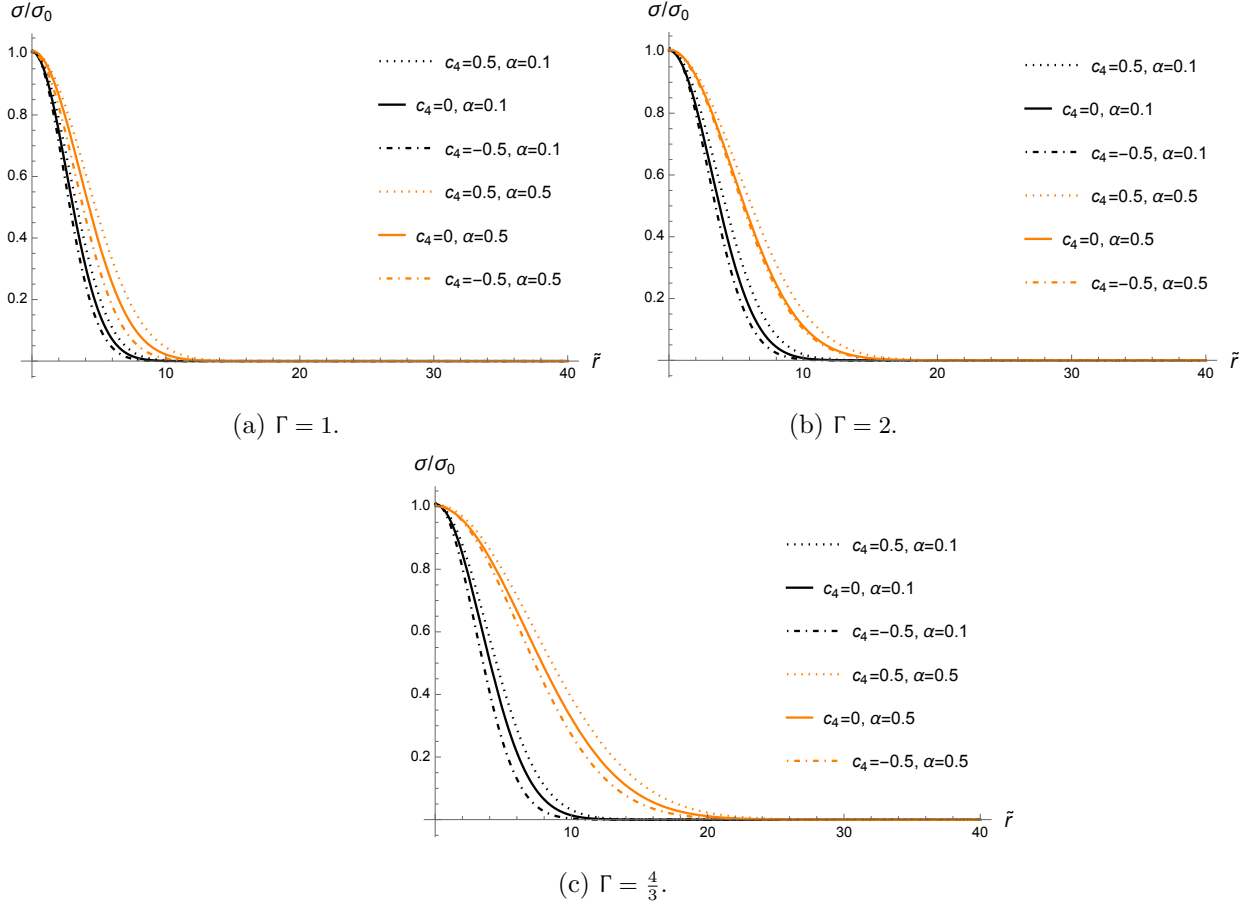 σ/σ₀
1.0
0.8
0.6
0.4
0.2
10
20
30
40
r̃
c₄=0.5, α=0.1
c₄=0, α=0.1
c₄=-0.5, α=0.1
c₄=0.5, α=0.5
c₄=0, α=0.5
c₄=-0.5, α=0.5
(a) Γ = 1.
σ/σ₀
1.0
0.8
0.6
0.4
0.2
10
20
30
40
r̃
c₄=0.5, α=0.1
c₄=0, α=0.1
c₄=-0.5, α=0.1
c₄=0.5, α=0.5
c₄=0, α=0.5
c₄=-0.5, α=0.5
(b) Γ = 2.
σ/σ₀
1.0
0.8
0.6
0.4
0.2
10
20
30
40
r̃
c₄=0.5, α=0.1
c₄=0, α=0.1
c₄=-0.5, α=0.1
c₄=0.5, α=0.5
c₄=0, α=0.5
c₄=-0.5, α=0.5
(c) Γ = 4/3.